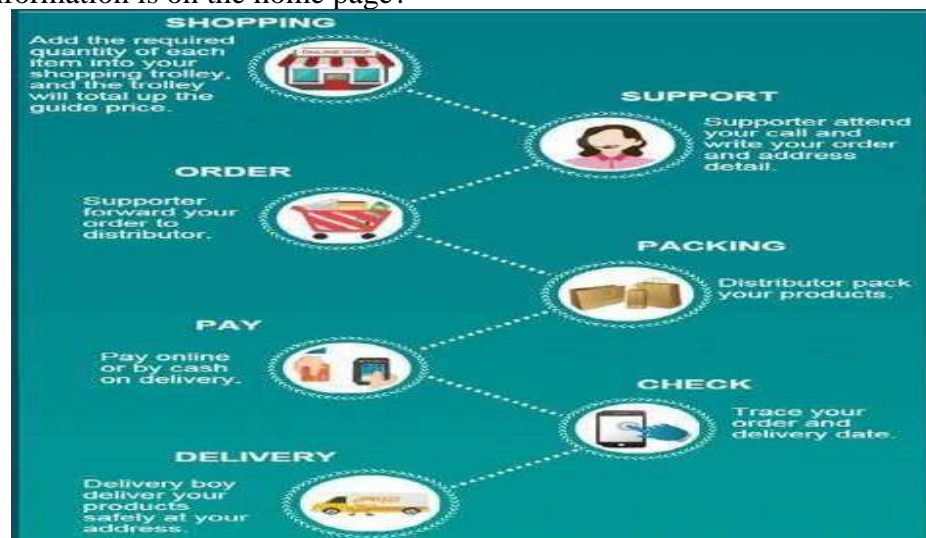 formation is on the home page?
SHOPPING
Add the required
quantity of each
item into your
shopping trolley,
and the trolley
will total up the
guide price.
ONLINE SHOP
SUPPORT
Supporter attend
your call and
write your order
and address
detail.
ORDER
Supporter
forward your
order to
distributor.
PACKING
Distributor pack
your products.
PAY
Pay online
or by cash
on delivery.
CHECK
Trace your
order and
delivery date.
DELIVERY
Delivery boy
deliver your
products
safely at your
address.